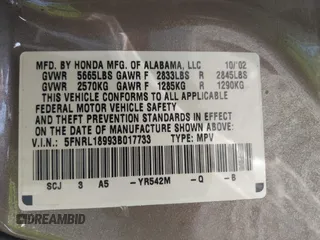 MFD. BY HONDA MFG. OF ALABAMA, LLC 10/'02
GVWR 5665LBS GAWR F 2833LBS R 2845LBS
GVWR 2570KG GAWR F 1285KG R 1290KG
THIS VEHICLE CONFORMS TO ALL APPLICABLE
FEDERAL MOTOR VEHICLE SAFETY AND
THEFT PREVENTION STANDARDS IN EFFECT ON
THE DATE OF MANUFACTURE SHOWN ABOVE.
V.I.N.: 5FNRL18993B017733 TYPE: MPV
SCJ 3 A5 -YR542M -Q -B
DREAMBID